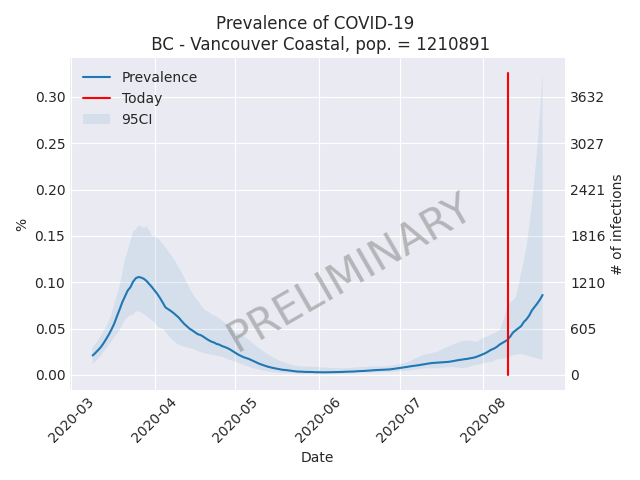 Prevalence of COVID-19
BC - Vancouver Coastal, pop. = 1210891
Prevalence
Today
95CI
0.30
0.25
0.20
0.15
0.10
0.05
0.00
%
3632
3027
2421
1816
1210
605
0
# of infections
PRELIMINARY
2020-03
2020-04
2020-05
2020-06
2020-07
2020-08
Date